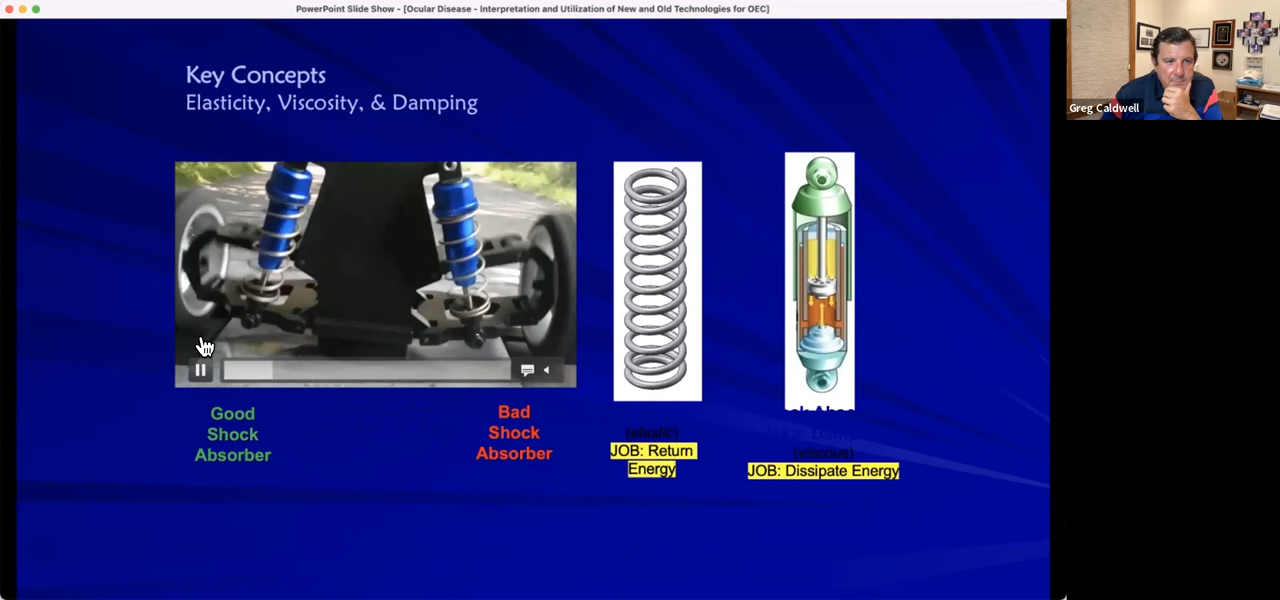 PowerPoint Slide Show - [Ocular Disease - Interpretation and Utilization of New and Old Technologies for OEC]
Key Concepts
Elasticity, Viscosity, & Damping
Greg Caldwell
Good
Shock
Absorber
Bad
Shock
Absorber
(elastic)
JOB: Return
Energy
(viscous)
JOB: Dissipate Energy